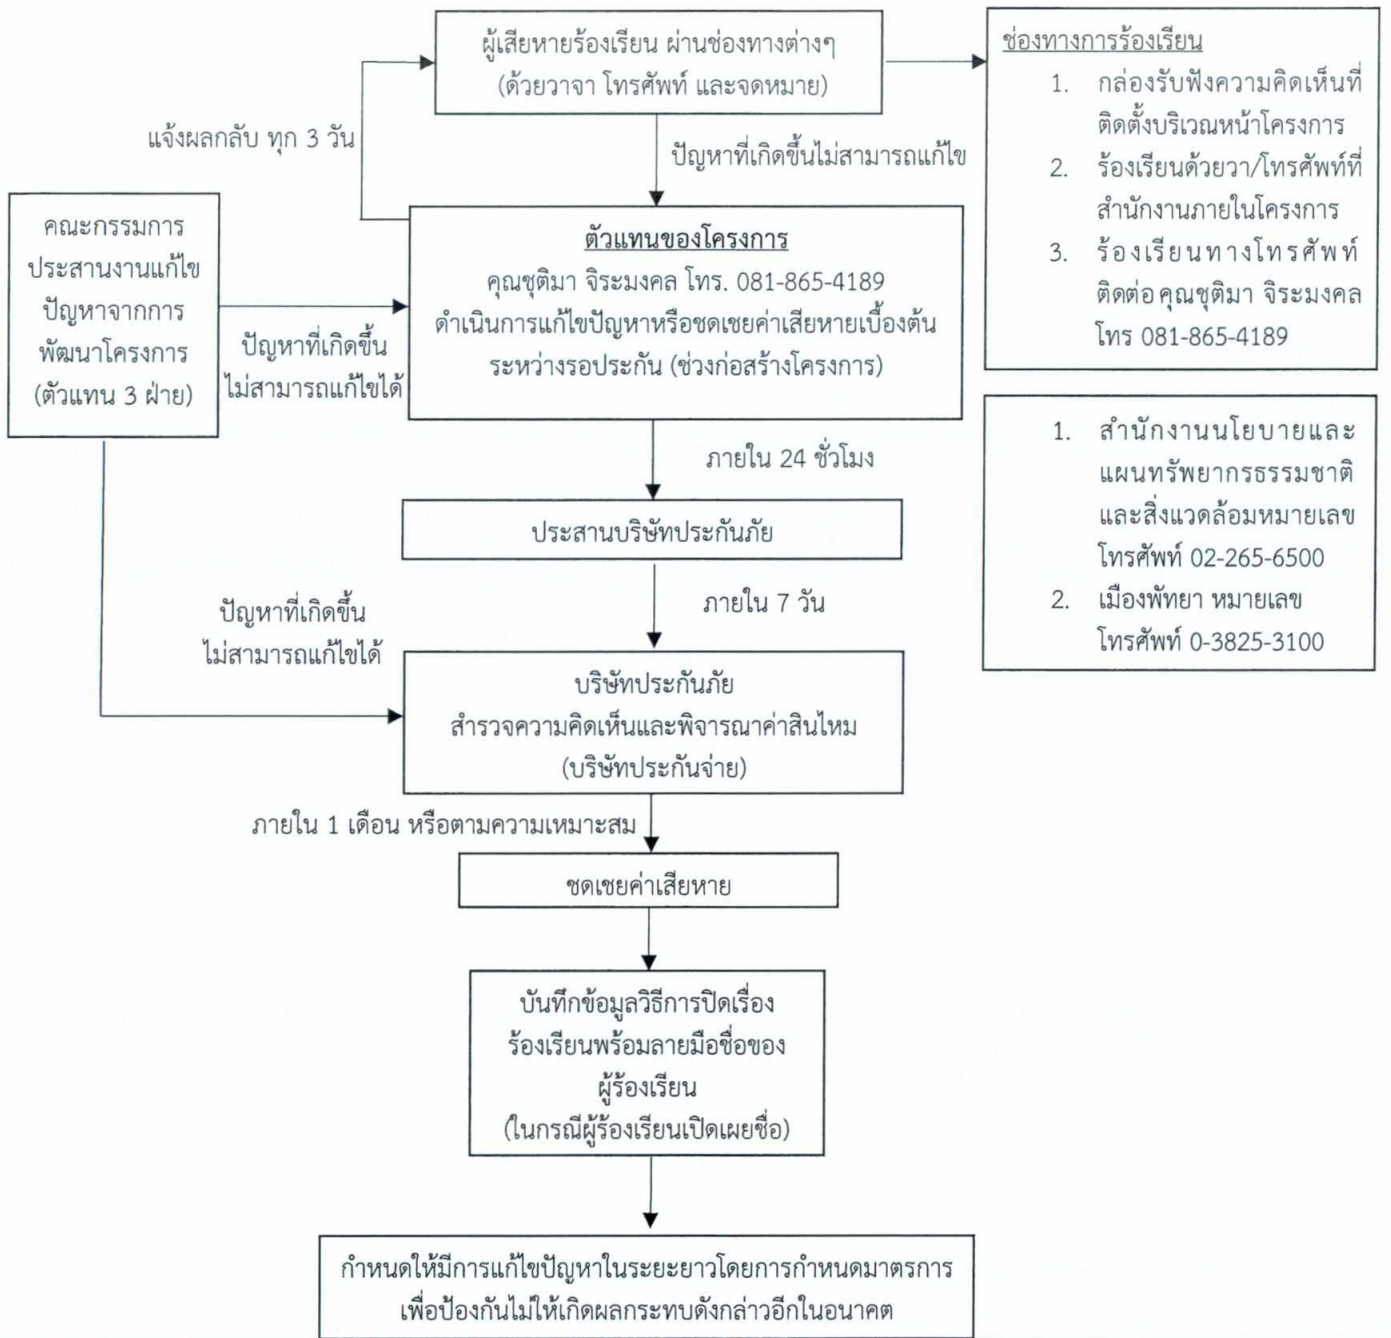 ผู้เสียหายร้องเรียน ผ่านช่องทางต่างๆ
(ด้วยวาจา โทรศัพท์ และจดหมาย)
ช่องทางการร้องเรียน
1. กล่องรับฟังความคิดเห็นที่
ติดตั้งบริเวณหน้าโครงการ
2. ร้องเรียนด้วยวา/โทรศัพท์ที่
สำนักงานภายในโครงการ
3. ร้องเรียนทางโทรศัพท์
ติดต่อคุณชุติมา จิระมงคล
โทร 081-865-4189
แจ้งผลกลับ ทุก 3 วัน
ปัญหาที่เกิดขึ้นไม่สามารถแก้ไข
คณะกรรมการ
ประสานงานแก้ไข
ปัญหาจากการ
พัฒนาโครงการ
(ตัวแทน 3 ฝ่าย)
ปัญหาที่เกิดขึ้น
ไม่สามารถแก้ไขได้
ตัวแทนของโครงการ
คุณชุติมา จิระมงคล โทร. 081-865-4189
ดำเนินการแก้ไขปัญหาหรือชดเชยค่าเสียหายเบื้องต้น
ระหว่างรอประกัน (ช่วงก่อสร้างโครงการ)
1. สำนักงานนโยบายและ
แผนทรัพยากรธรรมชาติ
และสิ่งแวดล้อมหมายเลข
โทรศัพท์ 02-265-6500
2. เมืองพัทยา หมายเลข
โทรศัพท์ 0-3825-3100
ภายใน 24 ชั่วโมง
ประสานบริษัทประกันภัย
ภายใน 7 วัน
ปัญหาที่เกิดขึ้น
ไม่สามารถแก้ไขได้
บริษัทประกันภัย
สำรวจความคิดเห็นและพิจารณาค่าสินไหม
(บริษัทประกันจ่าย)
ภายใน 1 เดือน หรือตามความเหมาะสม
ชดเชยค่าเสียหาย
บันทึกข้อมูลวิธีการปิดเรื่อง
ร้องเรียนพร้อมลายมือชื่อของ
ผู้ร้องเรียน
(ในกรณีผู้ร้องเรียนเปิดเผยชื่อ)
กำหนดให้มีการแก้ไขปัญหาในระยะยาวโดยการกำหนดมาตรการ
เพื่อป้องกันไม่ให้เกิดผลกระทบดังกล่าวอีกในอนาคต